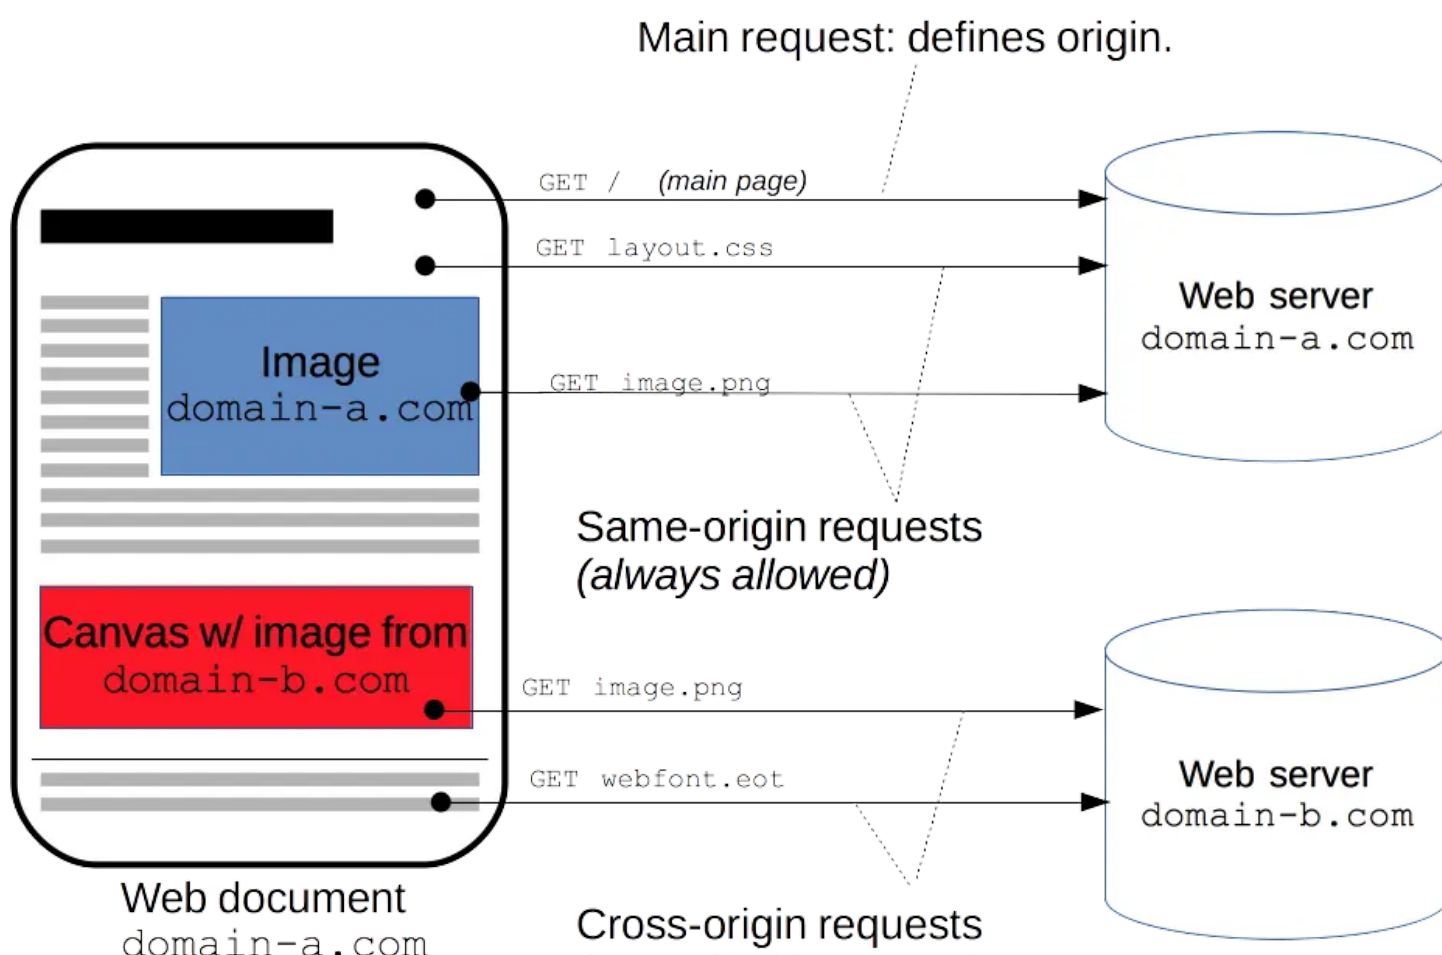 Main request: defines origin.
GET / (main page)
GET layout.css
Web server
domain-a.com
Image
domain-a.com
GET image.png
Same-origin requests
(always allowed)
Canvas w/ image from
domain-b.com
GET image.png
GET webfont.eot
Web server
domain-b.com
Web document
domain-a.com
Cross-origin requests